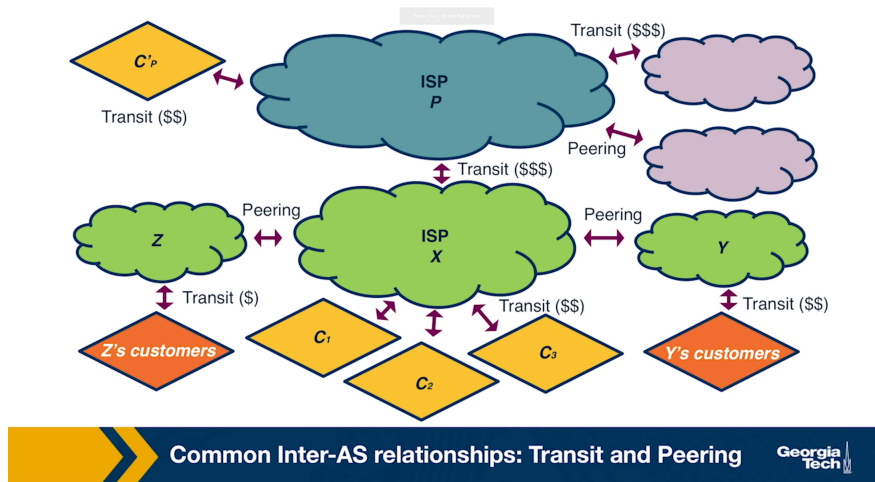 Transit ($$$)
C'P
ISP
P
Transit ($$)
Peering
Transit ($$$)
Peering
Peering
Z
ISP
X
Y
Transit ($)
Transit ($$)
Transit ($$)
C1
Z's customers
C2
C3
Y's customers
Common Inter-AS relationships: Transit and Peering
Georgia
Tech